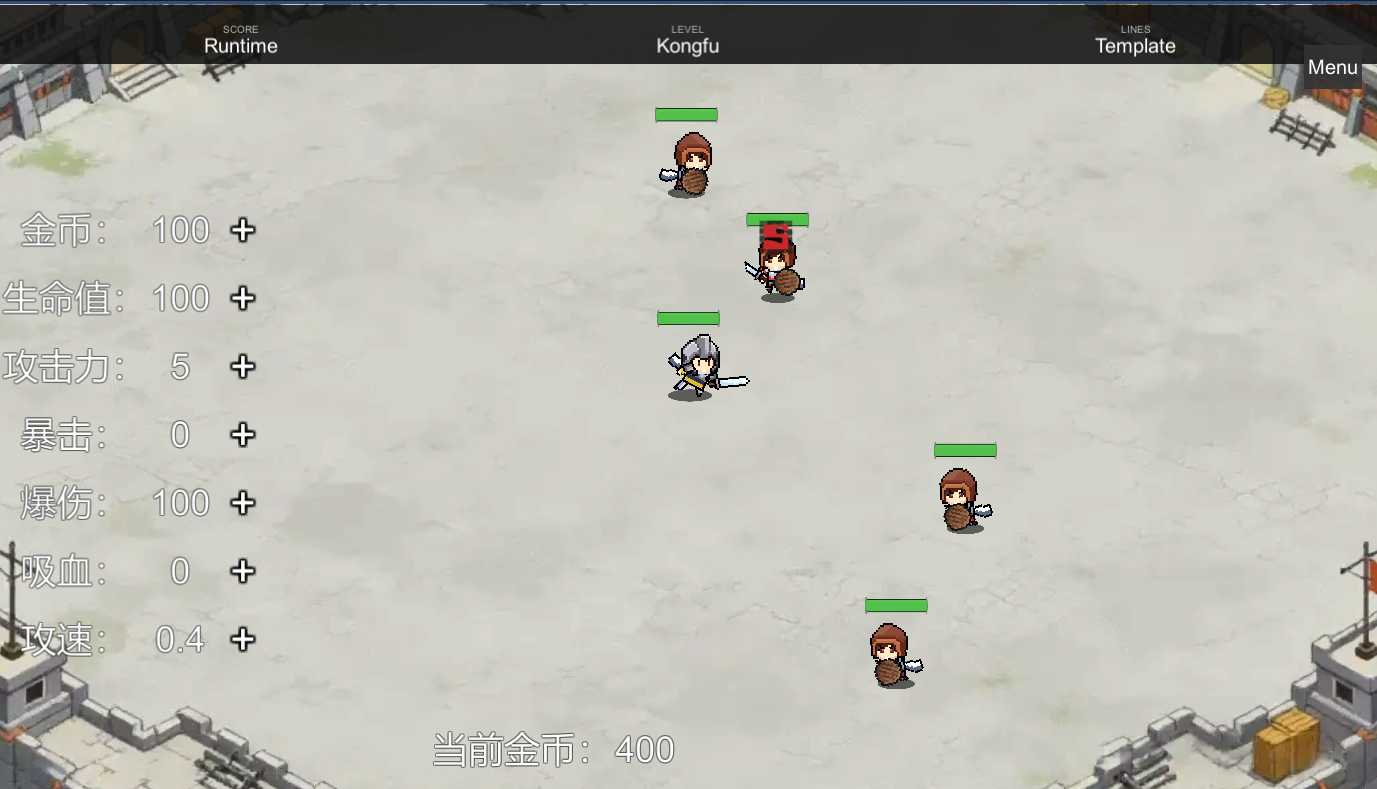 SCORE
Runtime
LEVEL
Kongfu
LINES
Template
Menu
金币： 100 +
生命值： 100 +
攻击力： 5 +
暴击： 0 +
爆伤： 100 +
吸血： 0 +
攻速： 0.4 +
5
当前金币： 400